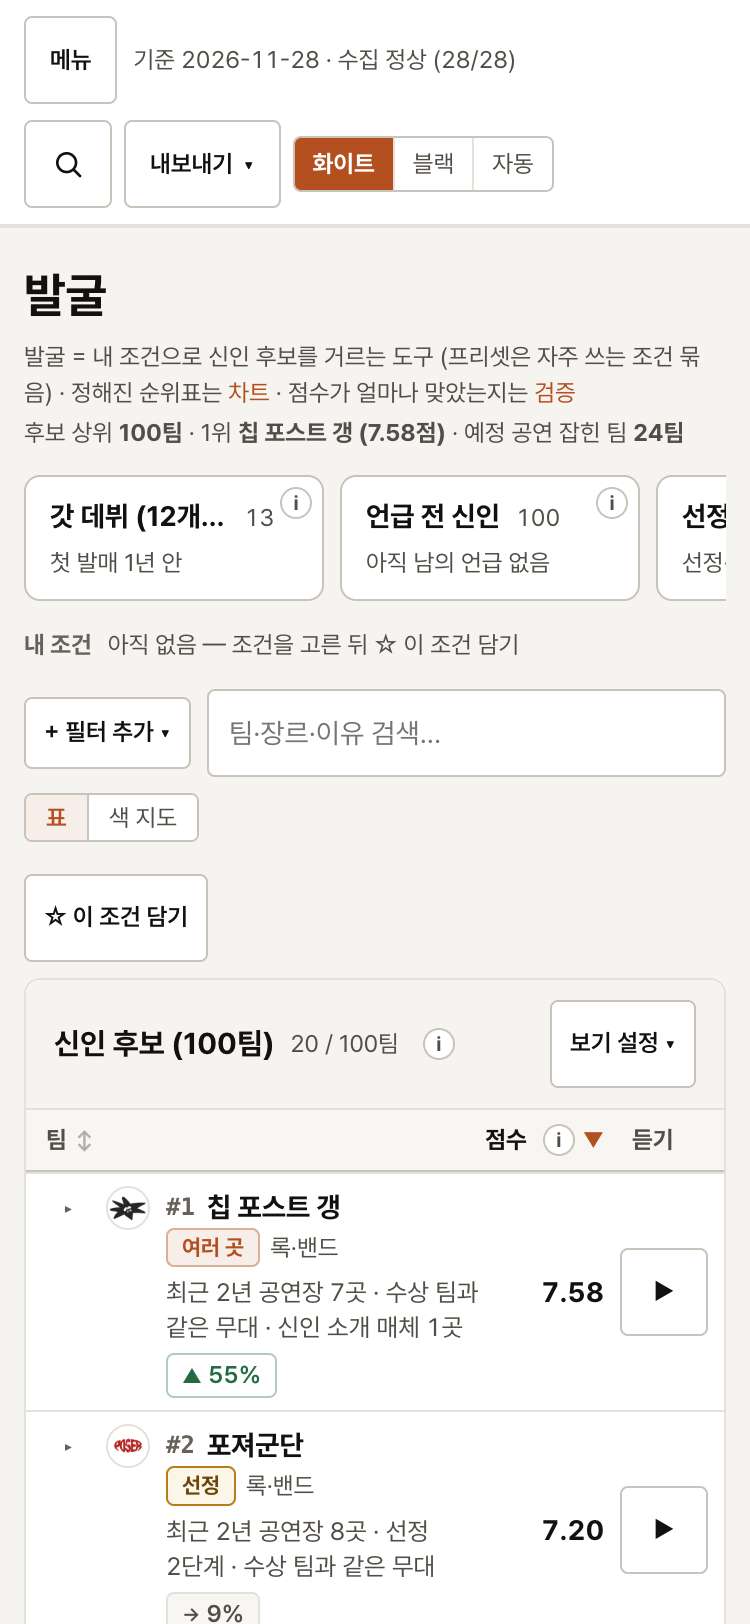 메뉴 기준 2026-11-28 · 수집 정상 (28/28)
내보내기 ▾ 화이트 블랙 자동
발굴
발굴 = 내 조건으로 신인 후보를 거르는 도구 (프리셋은 자주 쓰는 조건 묶
음) · 정해진 순위표는 차트 · 점수가 얼마나 맞았는지는 검증
후보 상위 100팀 · 1위 칩 포스트 갱 (7.58점) · 예정 공연 잡힌 팀 24팀
갓 데뷔 (12개... 13 i 언급 전 신인 100 i 선정
첫 발매 1년 안 아직 남의 언급 없음 선정
내 조건 아직 없음 — 조건을 고른 뒤 ☆ 이 조건 담기
+ 필터 추가 ▾ 팀·장르·이유 검색...
표 색 지도
☆ 이 조건 담기
신인 후보 (100팀) 20 / 100팀 i 보기 설정 ▾
팀 ↕ 점수 i ▼ 듣기
▸ #1 칩 포스트 갱
여러 곳 록·밴드
최근 2년 공연장 7곳 · 수상 팀과
같은 무대 · 신인 소개 매체 1곳
7.58 ▶
▲ 55%
▸ POSER #2 포져군단
선정 록·밴드
최근 2년 공연장 8곳 · 선정
2단계 · 수상 팀과 같은 무대
7.20 ▶
→ 9%